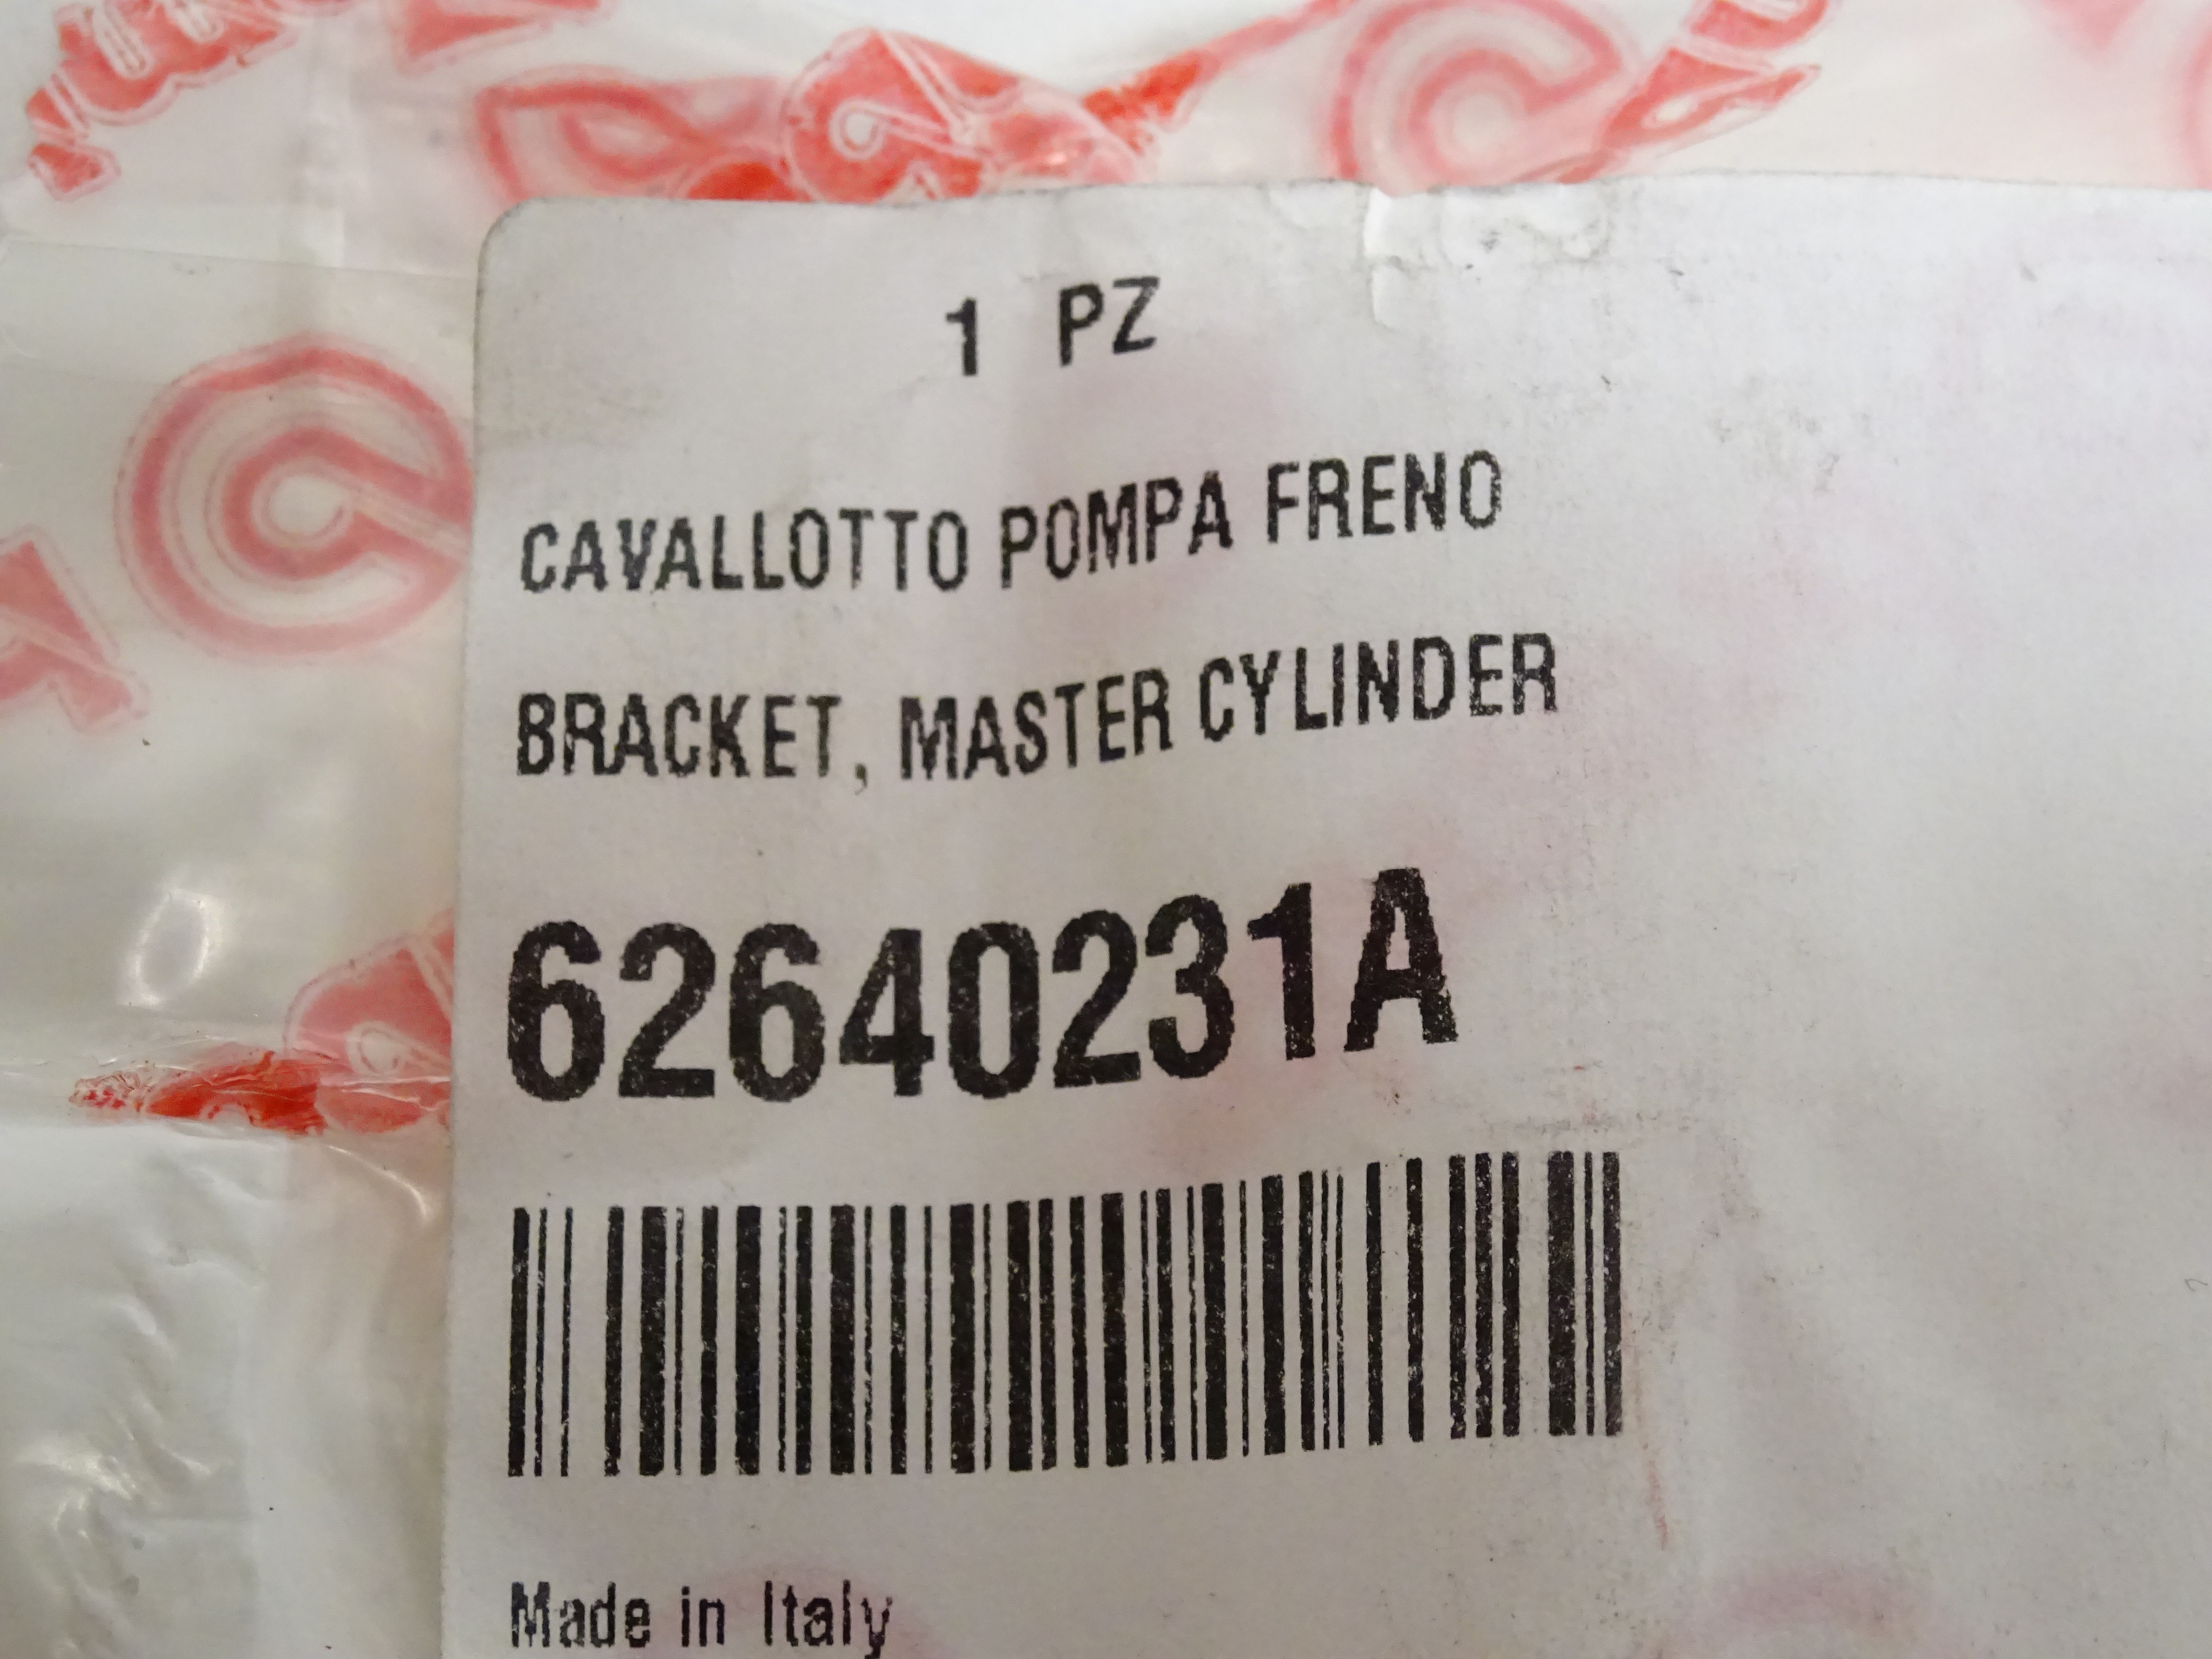 1 PZ
CAVALLOTTO POMPA FRENO
BRACKET, MASTER CYLINDER
62640231A
Made in Italy